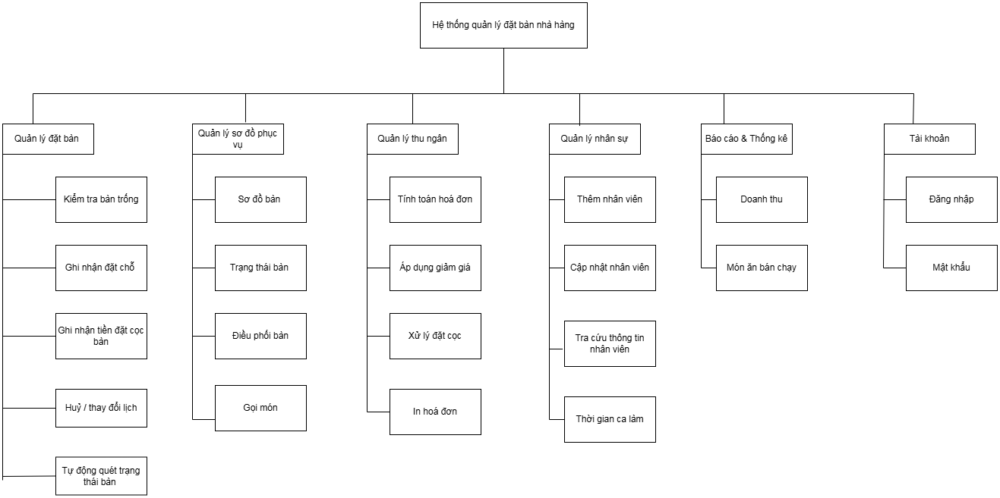 Hệ thống quản lý đặt bàn nhà hàng
Quản lý đặt bàn
Kiểm tra bàn trống
Ghi nhận đặt chỗ
Ghi nhận tiền đặt cọc
bàn
Huỷ / thay đổi lịch
Tự động quét trạng
thái bàn
Quản lý sơ đồ phục
vụ
Sơ đồ bàn
Trạng thái bàn
Điều phối bàn
Gọi món
Quản lý thu ngân
Tính toán hoá đơn
Áp dụng giảm giá
Xử lý đặt cọc
In hoá đơn
Quản lý nhân sự
Thêm nhân viên
Cập nhật nhân viên
Tra cứu thông tin
nhân viên
Thời gian ca làm
Báo cáo & Thống kê
Doanh thu
Món ăn bán chạy
Tài khoản
Đăng nhập
Mật khẩu